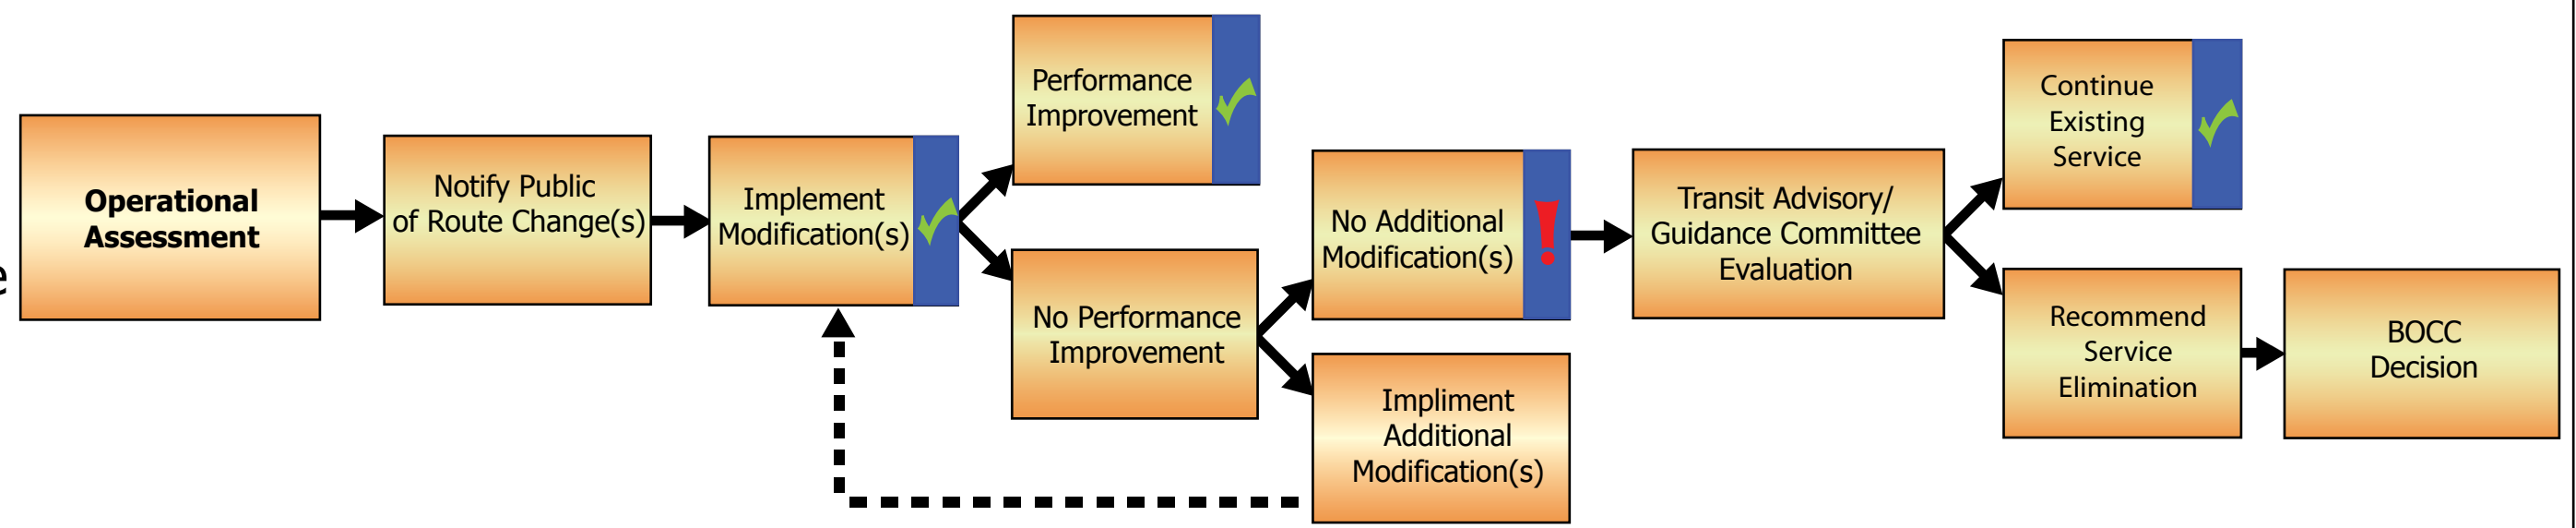 Operational
Assessment
Notify Public
of Route Change(s)
Implement
Modification(s)
Performance
Improvement
No Performance
Improvement
No Additional
Modification(s)
Impliment
Additional
Modification(s)
Transit Advisory/
Guidance Committee
Evaluation
Continue
Existing
Service
Recommend
Service
Elimination
BOCC
Decision
e